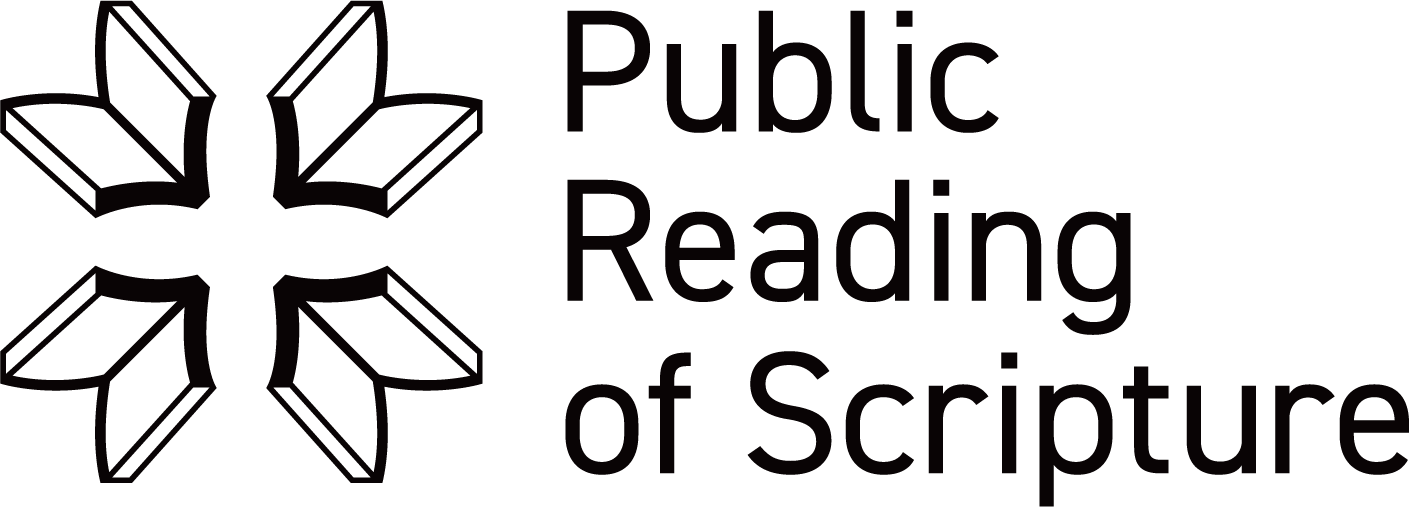 Public
Reading
of Scripture